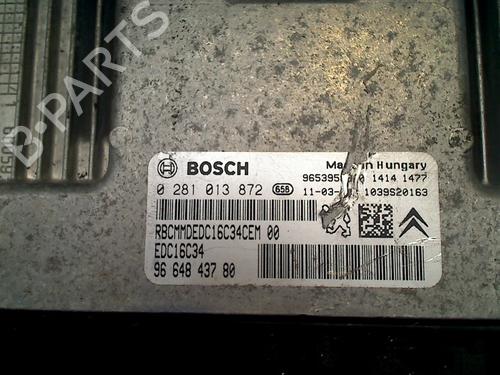 B-PARTS
BOSCH
Made in Hungary
0 281 013 872 658
1414 1477
11-03- 1039S20163
RBCMMDEDC16C34CEM 00
EDC16C34
96 648 437 80